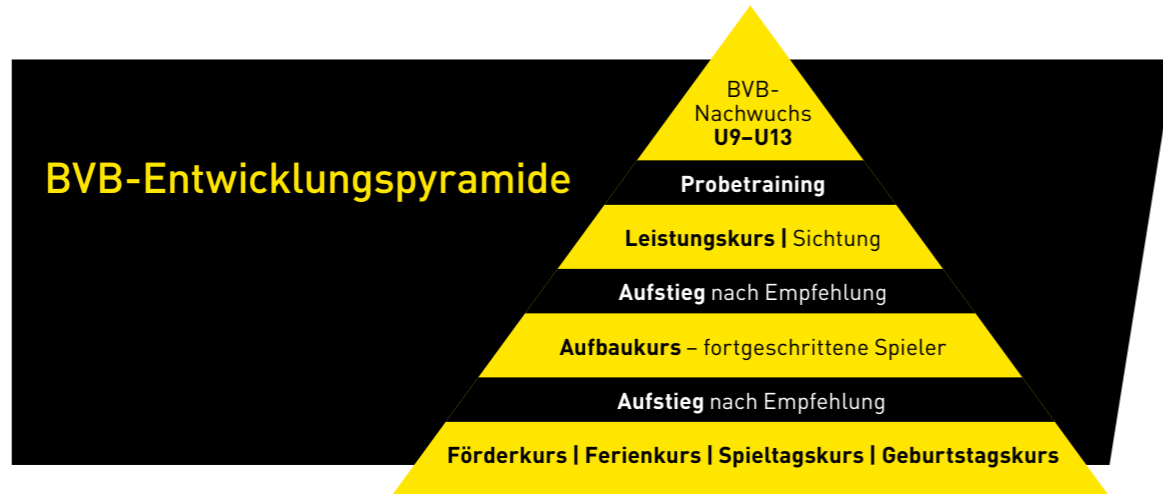 BVB-Entwicklungspyramide
BVB-
Nachwuchs
U9–U13
Probetraining
Leistungskurs | Sichtung
Aufstieg nach Empfehlung
Aufbaukurs – fortgeschrittene Spieler
Aufstieg nach Empfehlung
Förderkurs | Ferienkurs | Spieltagskurs | Geburtstagskurs